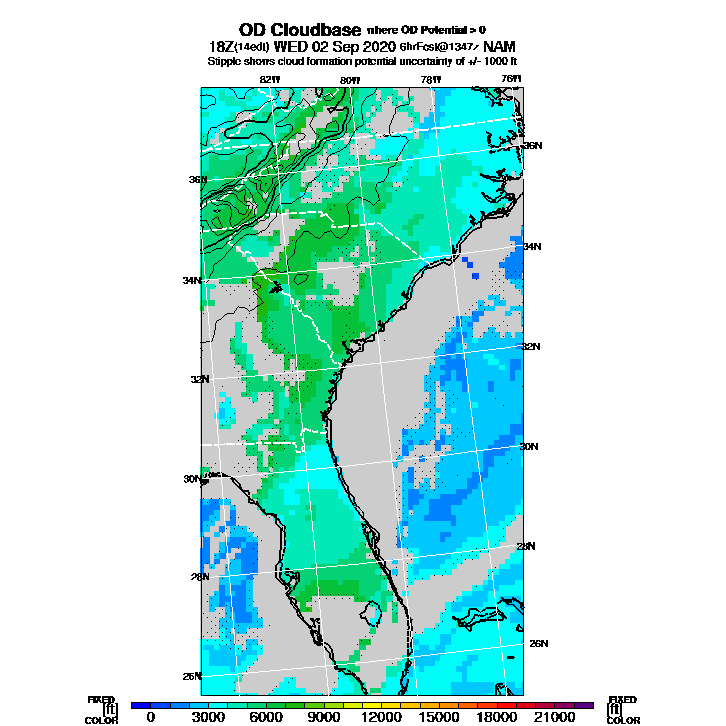 OD Cloudbase where OD Potential > 0
18Z(14edt) WED 02 Sep 2020 6hrFcst@1347z NAM
Stipple shows cloud formation potential uncertainty of +/- 1000 ft
82W 80W 78W 76W
36N
36N
34N
34N
32N
32N
30N
30N
28N
28N
26N
26N
FIXED FIXED
[ft] [ft]
COLOR COLOR
0 3000 6000 9000 12000 15000 18000 21000